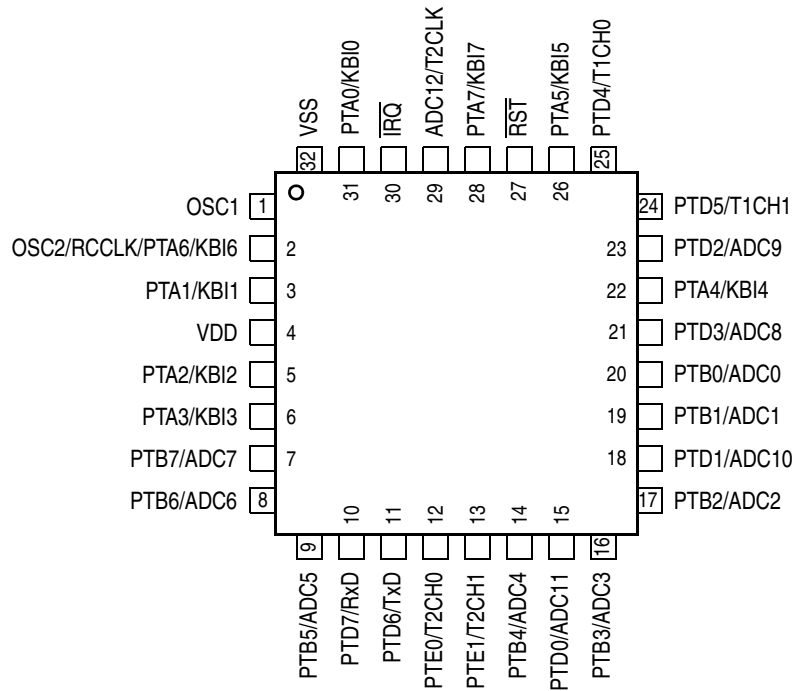 VSS
PTA0/KBI0
IRQ
ADC12/T2CLK
PTA7/KBI7
RST
PTA5/KBI5
PTD4/T1CH0
32
31
30
29
28
27
26
25
OSC1 1
OSC2/RCCLK/PTA6/KBI6 2
PTA1/KBI1 3
VDD 4
PTA2/KBI2 5
PTA3/KBI3 6
PTB7/ADC7 7
PTB6/ADC6 8
24 PTD5/T1CH1
23 PTD2/ADC9
22 PTA4/KBI4
21 PTD3/ADC8
20 PTB0/ADC0
19 PTB1/ADC1
18 PTD1/ADC10
17 PTB2/ADC2
9
10
11
12
13
14
15
16
PTB5/ADC5
PTD7/RxD
PTD6/TxD
PTE0/T2CH0
PTE1/T2CH1
PTB4/ADC4
PTD0/ADC11
PTB3/ADC3